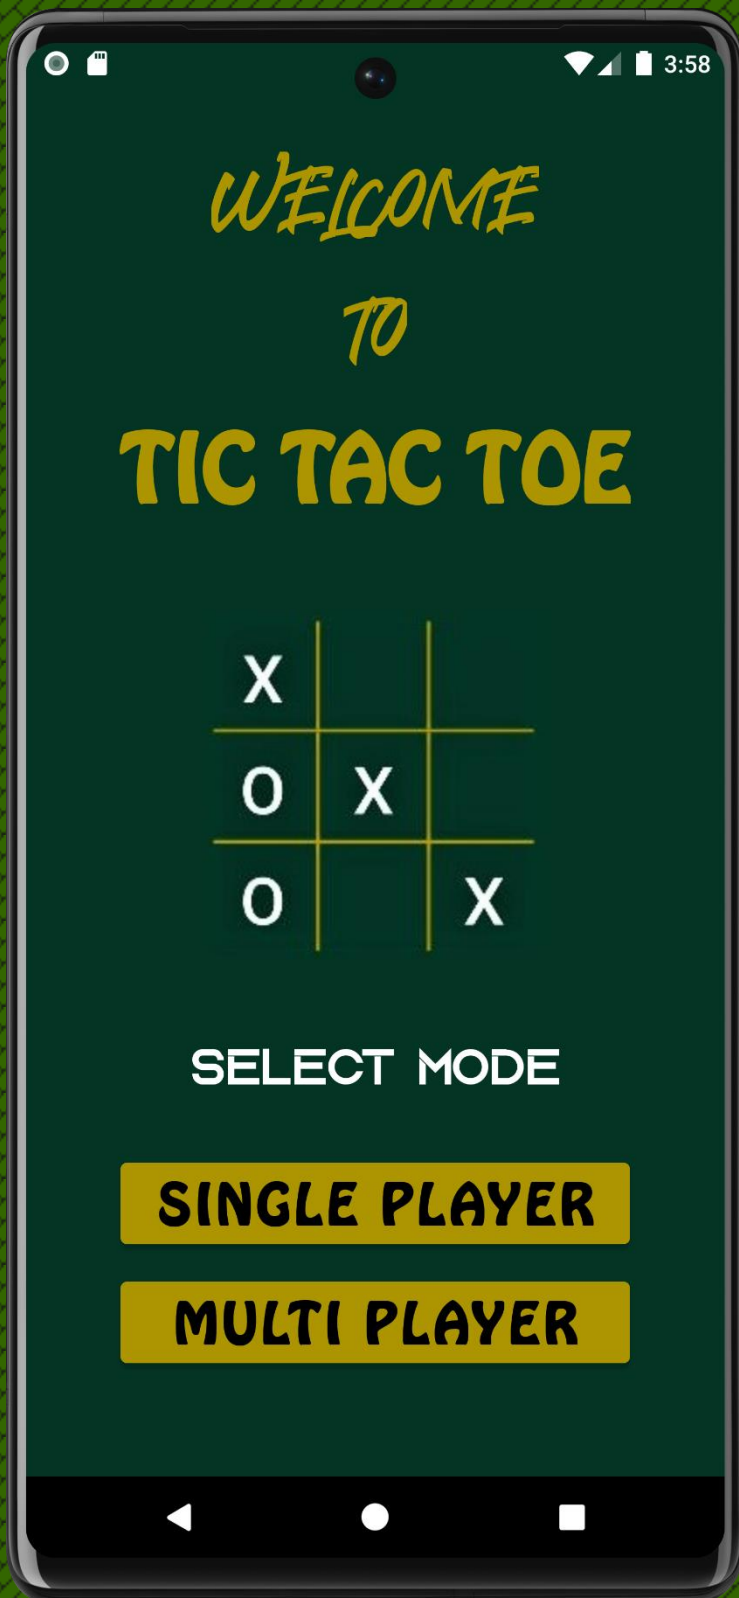 3:58
WELCOME
TO
TIC TAC TOE
X
O X
O X
SELECT MODE
SINGLE PLAYER
MULTI PLAYER